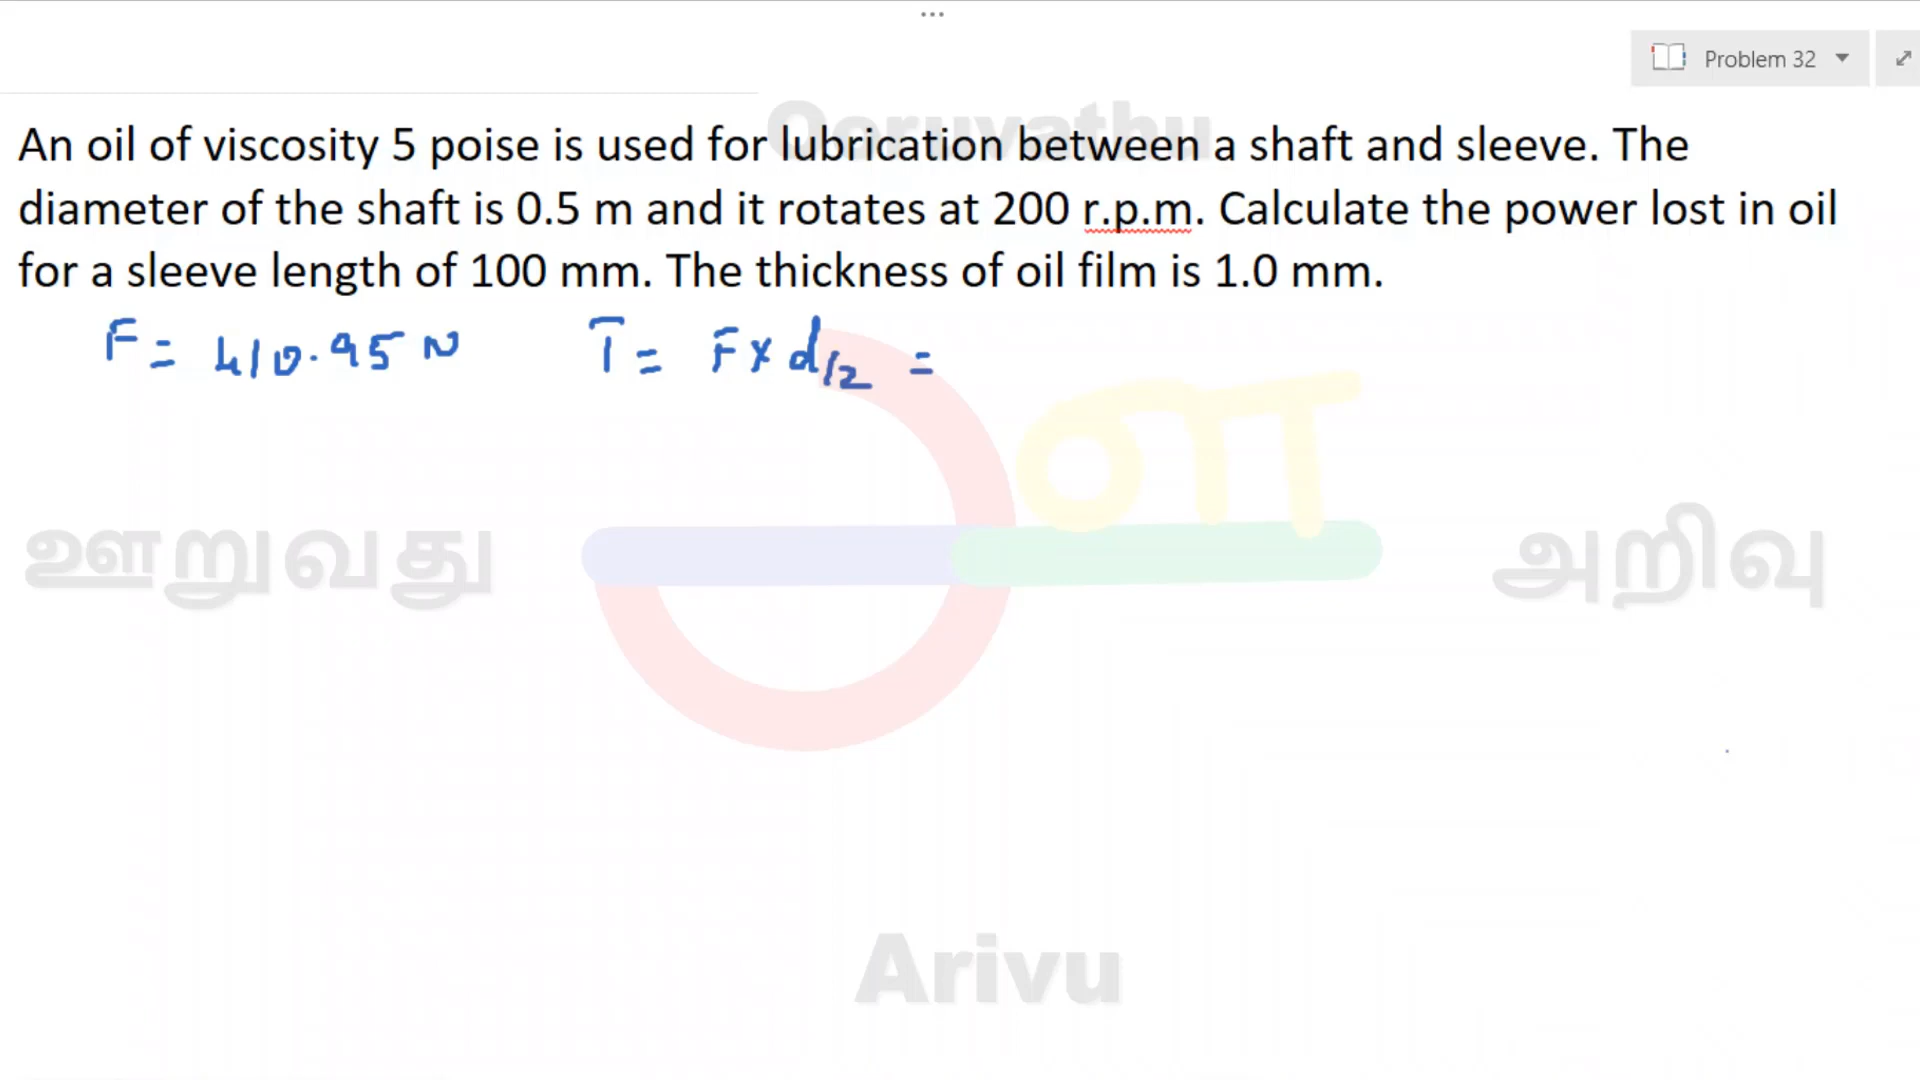 ...
Problem 32
Ooruvathu
An oil of viscosity 5 poise is used for lubrication between a shaft and sleeve. The
diameter of the shaft is 0.5 m and it rotates at 200 r.p.m. Calculate the power lost in oil
for a sleeve length of 100 mm. The thickness of oil film is 1.0 mm.
F = 410.95 N T = F x d/2 =
ஊறுவது அறிவு
Arivu